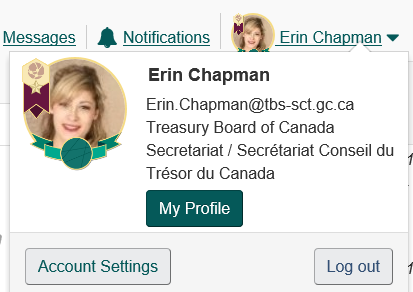 Messages Notifications Erin Chapman
Erin Chapman
Erin.Chapman@tbs-sct.gc.ca
Treasury Board of Canada
Secretariat / Secrétariat Conseil du
Trésor du Canada
My Profile
Account Settings Log out